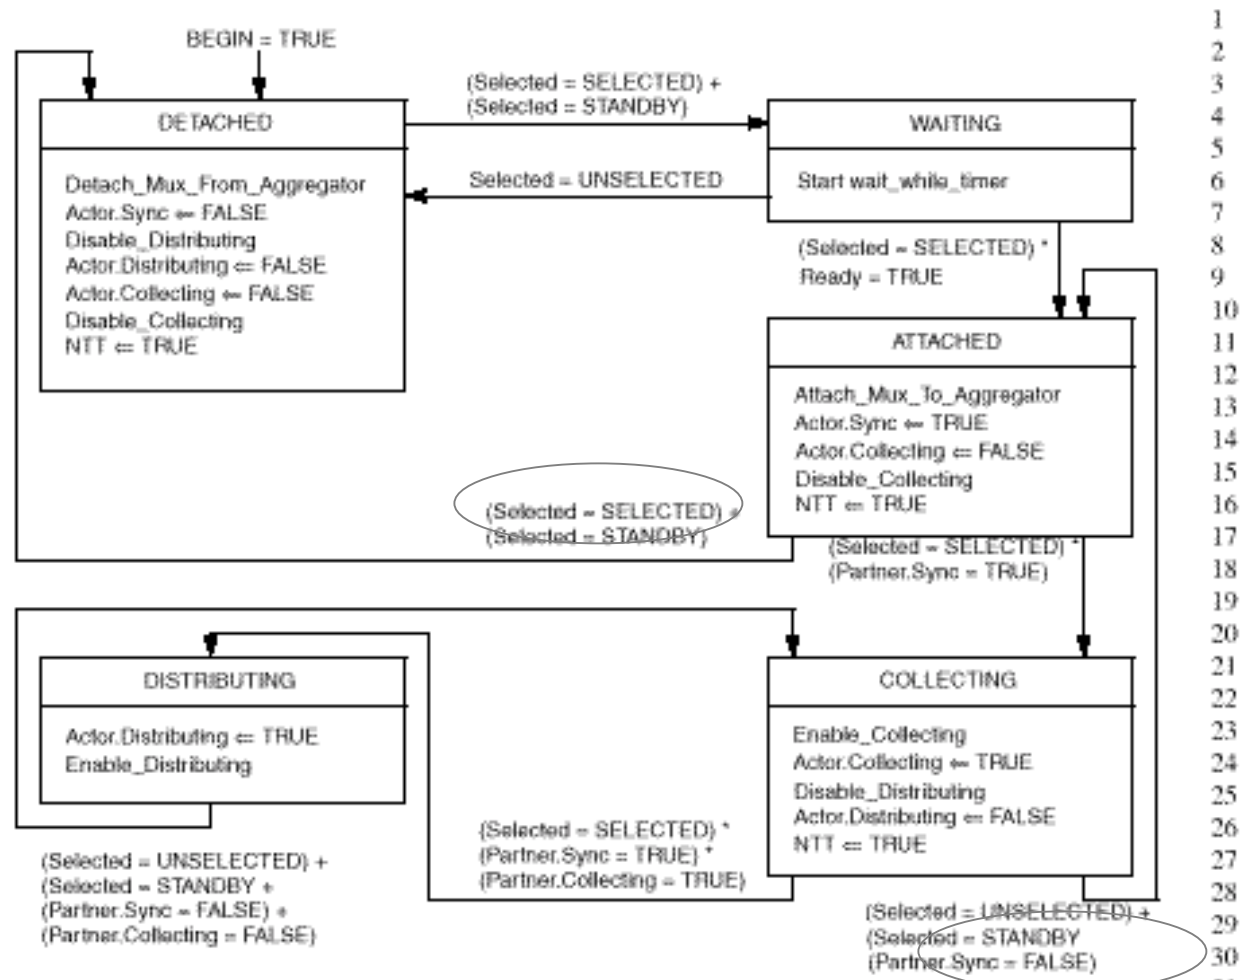 BEGIN = TRUE
(Selected = SELECTED) +
(Selected = STANDBY)
DETACHED
Detach_Mux_From_Aggregator
Actor.Sync ⇐ FALSE
Disable_Distributing
Actor.Distributing ⇐ FALSE
Actor.Collecting ⇐ FALSE
Disable_Collecting
NTT ⇐ TRUE
Selected = UNSELECTED
WAITING
Start wait_while_timer
(Selected = SELECTED) *
Ready = TRUE
ATTACHED
Attach_Mux_To_Aggregator
Actor.Sync ⇐ TRUE
Actor.Collecting ⇐ FALSE
Disable_Collecting
NTT ⇐ TRUE
(Selected = SELECTED) +
(Selected = STANDBY)
(Selected = SELECTED) *
(Partner.Sync = TRUE)
DISTRIBUTING
Actor.Distributing ⇐ TRUE
Enable_Distributing
COLLECTING
Enable_Collecting
Actor.Collecting ⇐ TRUE
Disable_Distributing
Actor.Distributing ⇐ FALSE
NTT ⇐ TRUE
(Selected = SELECTED) *
(Partner.Sync = TRUE) *
(Partner.Collecting = TRUE)
(Selected = UNSELECTED) +
(Selected = STANDBY +
(Partner.Sync = FALSE) +
(Partner.Collecting = FALSE)
(Selected = UNSELECTED) +
(Selected = STANDBY
(Partner.Sync = FALSE)
1
2
3
4
5
6
7
8
9
10
11
12
13
14
15
16
17
18
19
20
21
22
23
24
25
26
27
28
29
30